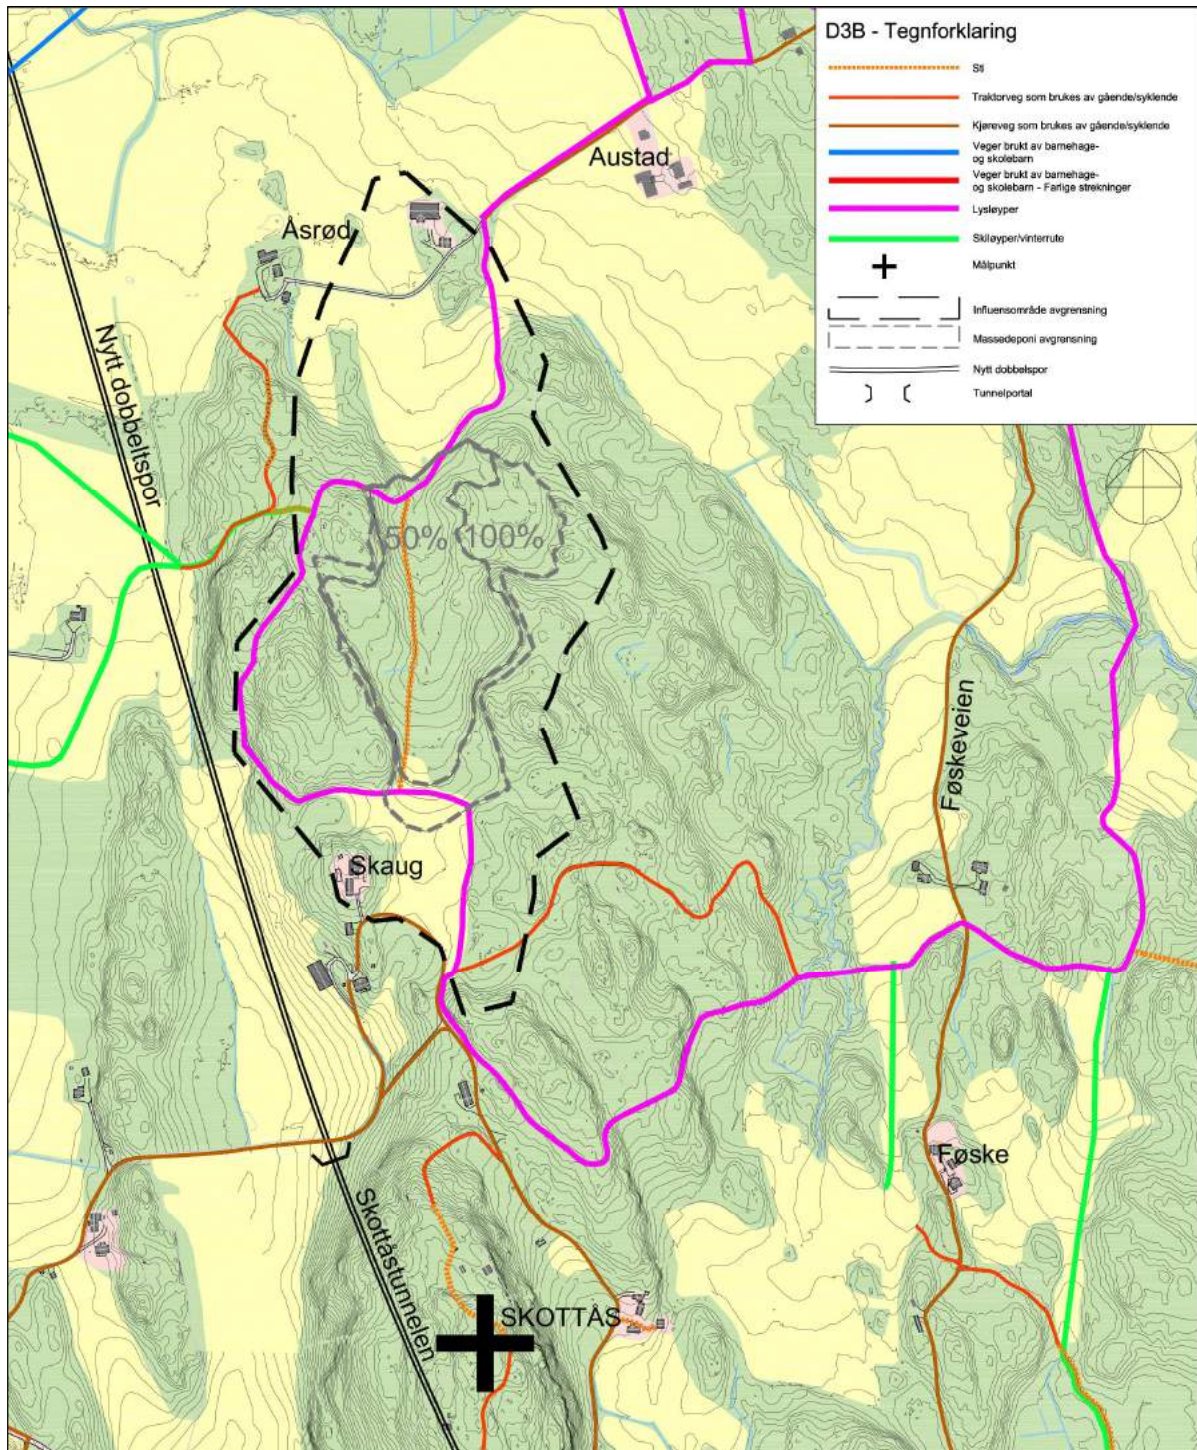 D3B - Tegnforklaring
Sti
Traktorveg som brukes av gående/syklende
Kjøreveg som brukes av gående/syklende
Veger brukt av barnehage-
og skolebarn
Veger brukt av barnehage-
og skolebarn - Farlige strekninger
Lysløyper
Skiløyper/vinterrute
Målpunkt
Influensområde avgrensning
Massedeponi avgrensning
Nytt dobbelspor
Tunnelportal
Austad
Åsrød
Nytt dobbeltspor
50%
100%
Føskeveien
Skaug
Føske
Skottåstunnelen
SKOTTÅS